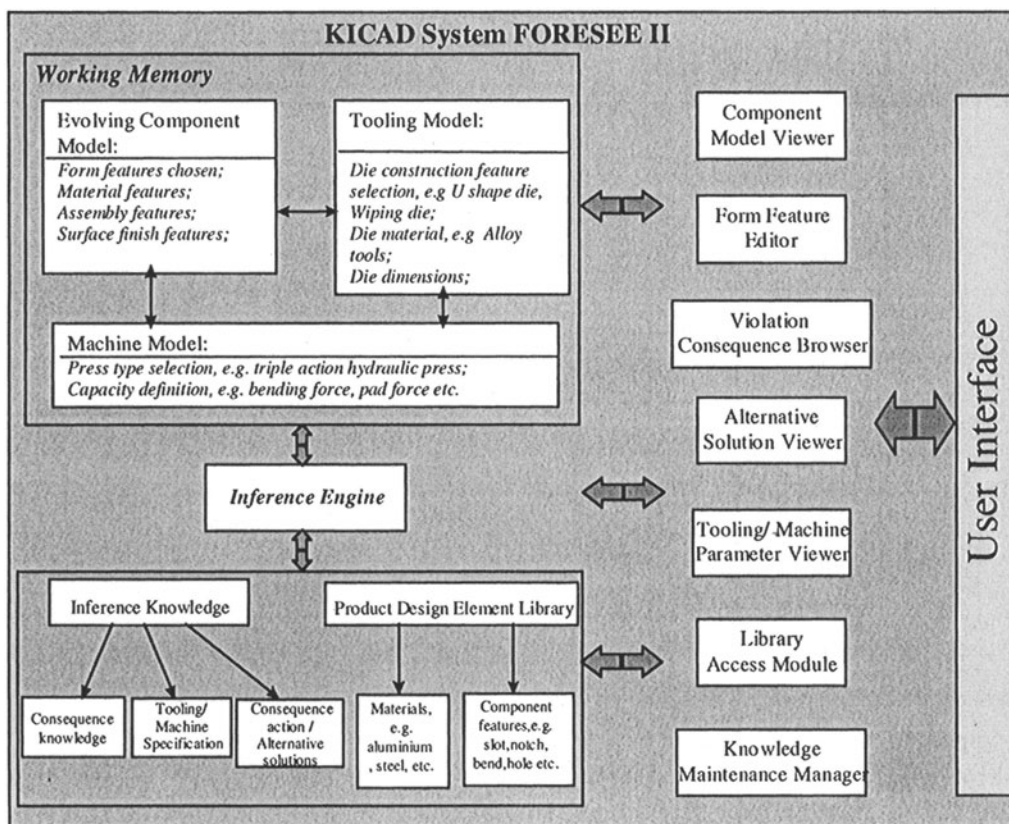 KICAD System FORESEE II
Working Memory
Evolving Component
Model:
Form features chosen;
Material features;
Assembly features;
Surface finish features;
Tooling Model:
Die construction feature
selection, e.g U shape die,
Wiping die;
Die material, e.g Alloy
tools;
Die dimensions;
Machine Model:
Press type selection, e.g. triple action hydraulic press;
Capacity definition, e.g. bending force, pad force etc.
Inference Engine
Inference Knowledge
Product Design Element Library
Consequence
knowledge
Tooling/
Machine
Specification
Consequence
action /
Alternative
solutions
Materials,
e.g.
aluminium
, steel, etc.
Component
features,e.g.
slot,notch,
bend,hole etc.
Component
Model Viewer
Form Feature
Editor
Violation
Consequence Browser
Alternative
Solution Viewer
Tooling/ Machine
Parameter Viewer
Library
Access Module
Knowledge
Maintenance Manager
User Interface